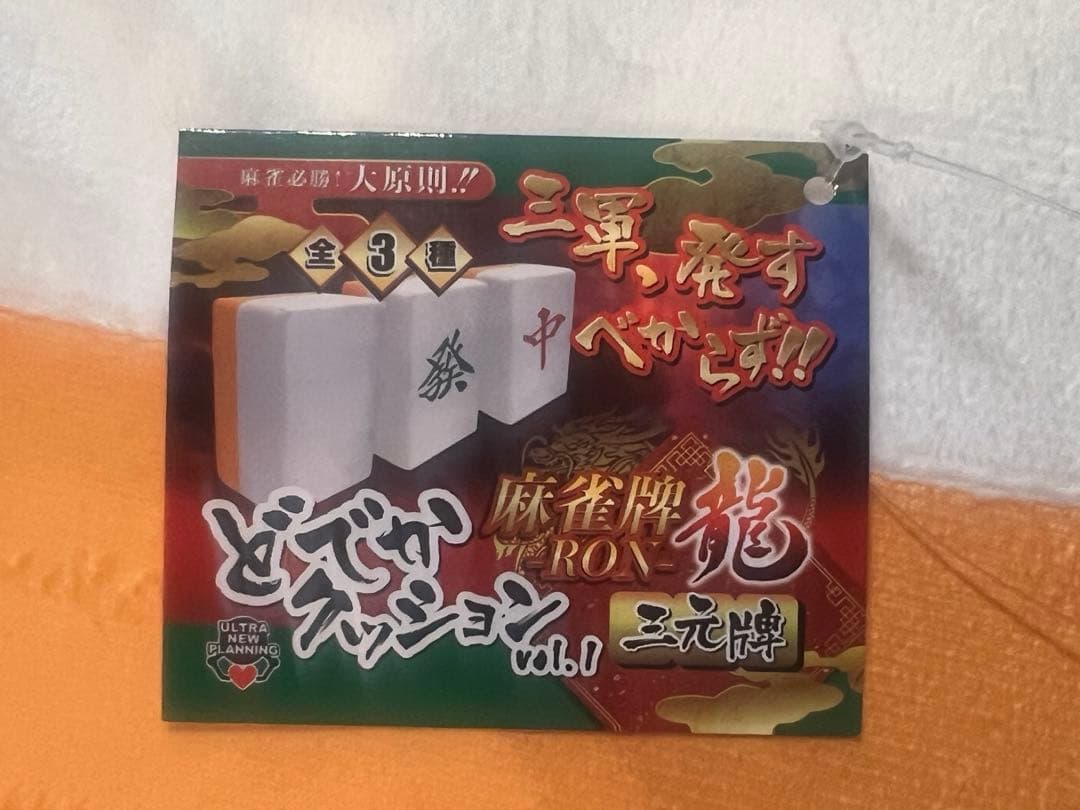 麻雀必勝！大原則!!
全3種
三軍、発す
べからず!!
發
中
麻雀牌
-RON-
龍
どでか
クッション
vol.1
三元牌
ULTRA
NEW
PLANNING